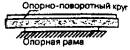 Опорно-поворотный круг
Опорная рама